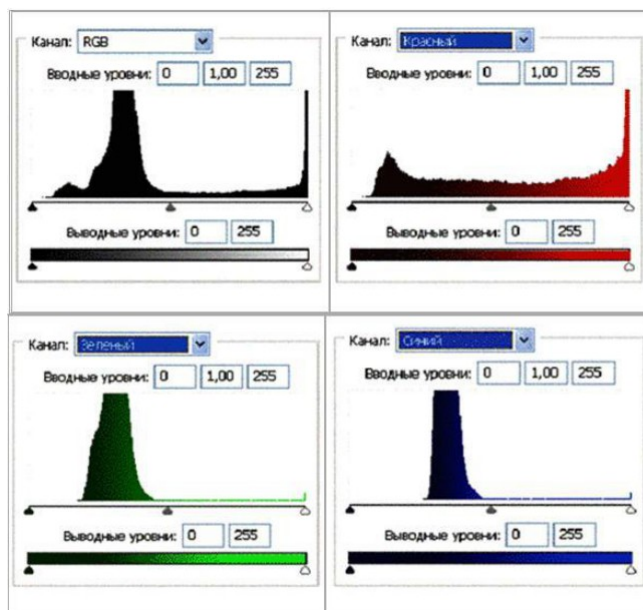 Канал: RGB
Вводные уровни: 0 1,00 255
Выводные уровни: 0 255
Канал: Красный
Вводные уровни: 0 1,00 255
Выводные уровни: 0 255
Канал: Зеленый
Вводные уровни: 0 1,00 255
Выводные уровни: 0 255
Канал: Синий
Вводные уровни: 0 1,00 255
Выводные уровни: 0 255